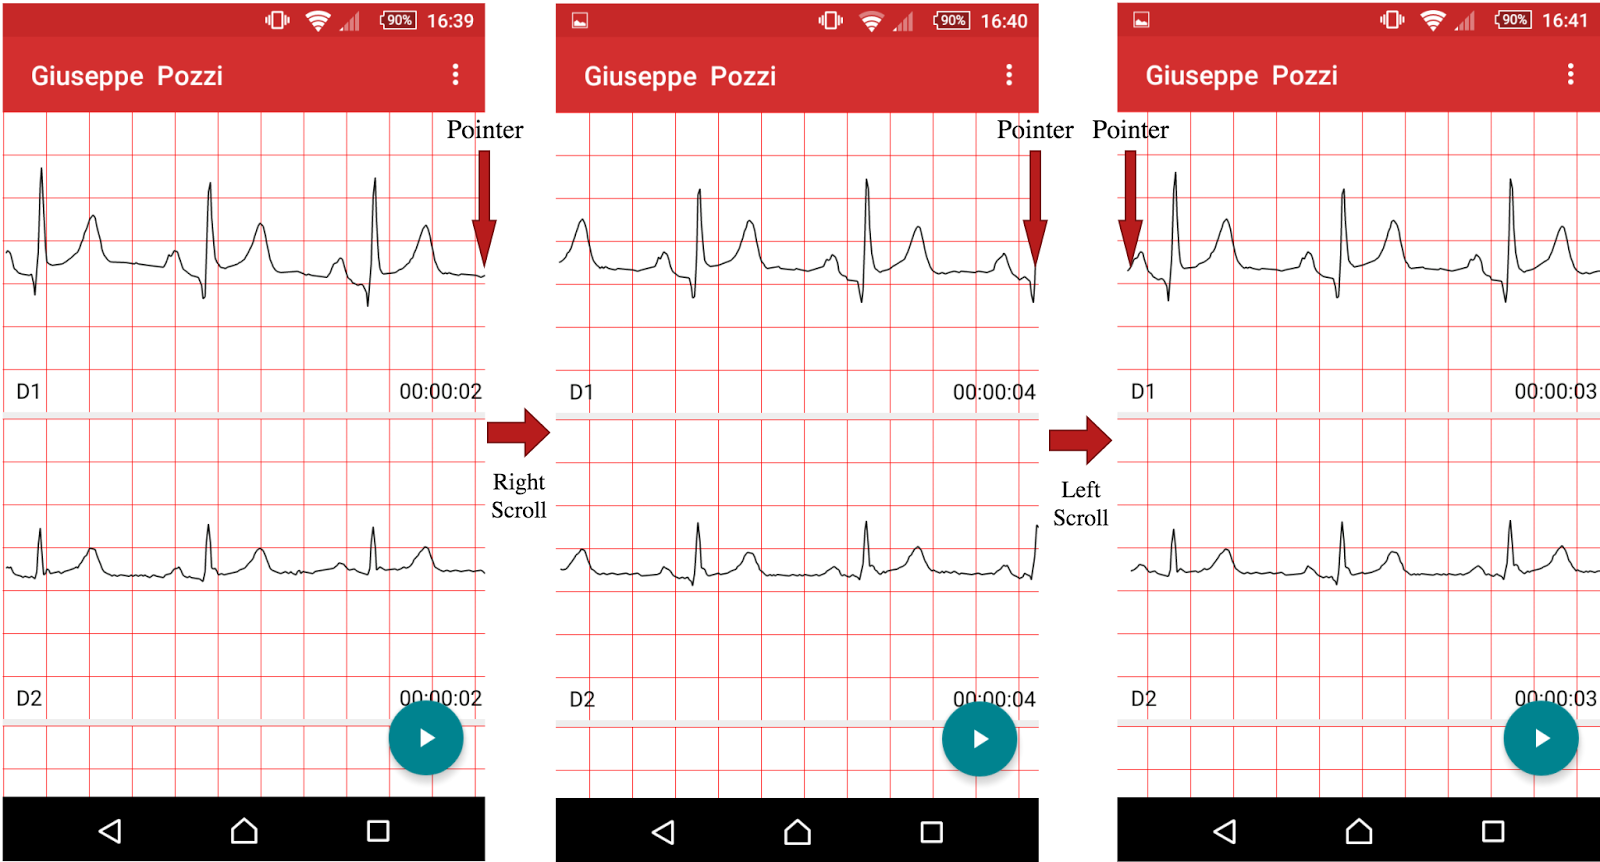 90% 16:39
Giuseppe Pozzi
Pointer
D1 00:00:02
D2 00:00:02
Right
Scroll
90% 16:40
Giuseppe Pozzi
Pointer
D1 00:00:04
D2 00:00:04
Left
Scroll
90% 16:41
Giuseppe Pozzi
Pointer
D1 00:00:03
D2 00:00:03